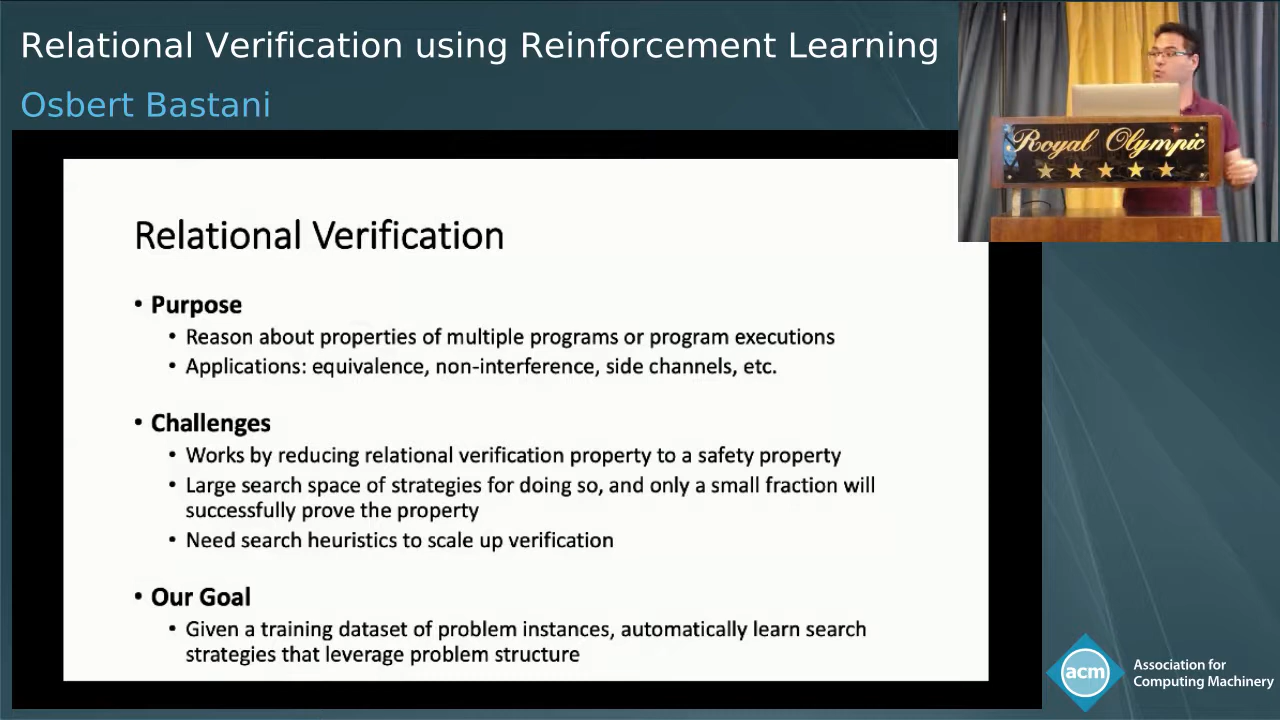 Relational Verification using Reinforcement Learning
Osbert Bastani
Royal Olympic
Relational Verification
• Purpose
• Reason about properties of multiple programs or program executions
• Applications: equivalence, non-interference, side channels, etc.
• Challenges
• Works by reducing relational verification property to a safety property
• Large search space of strategies for doing so, and only a small fraction will
successfully prove the property
• Need search heuristics to scale up verification
• Our Goal
• Given a training dataset of problem instances, automatically learn search
strategies that leverage problem structure
acm
Association for
Computing Machinery